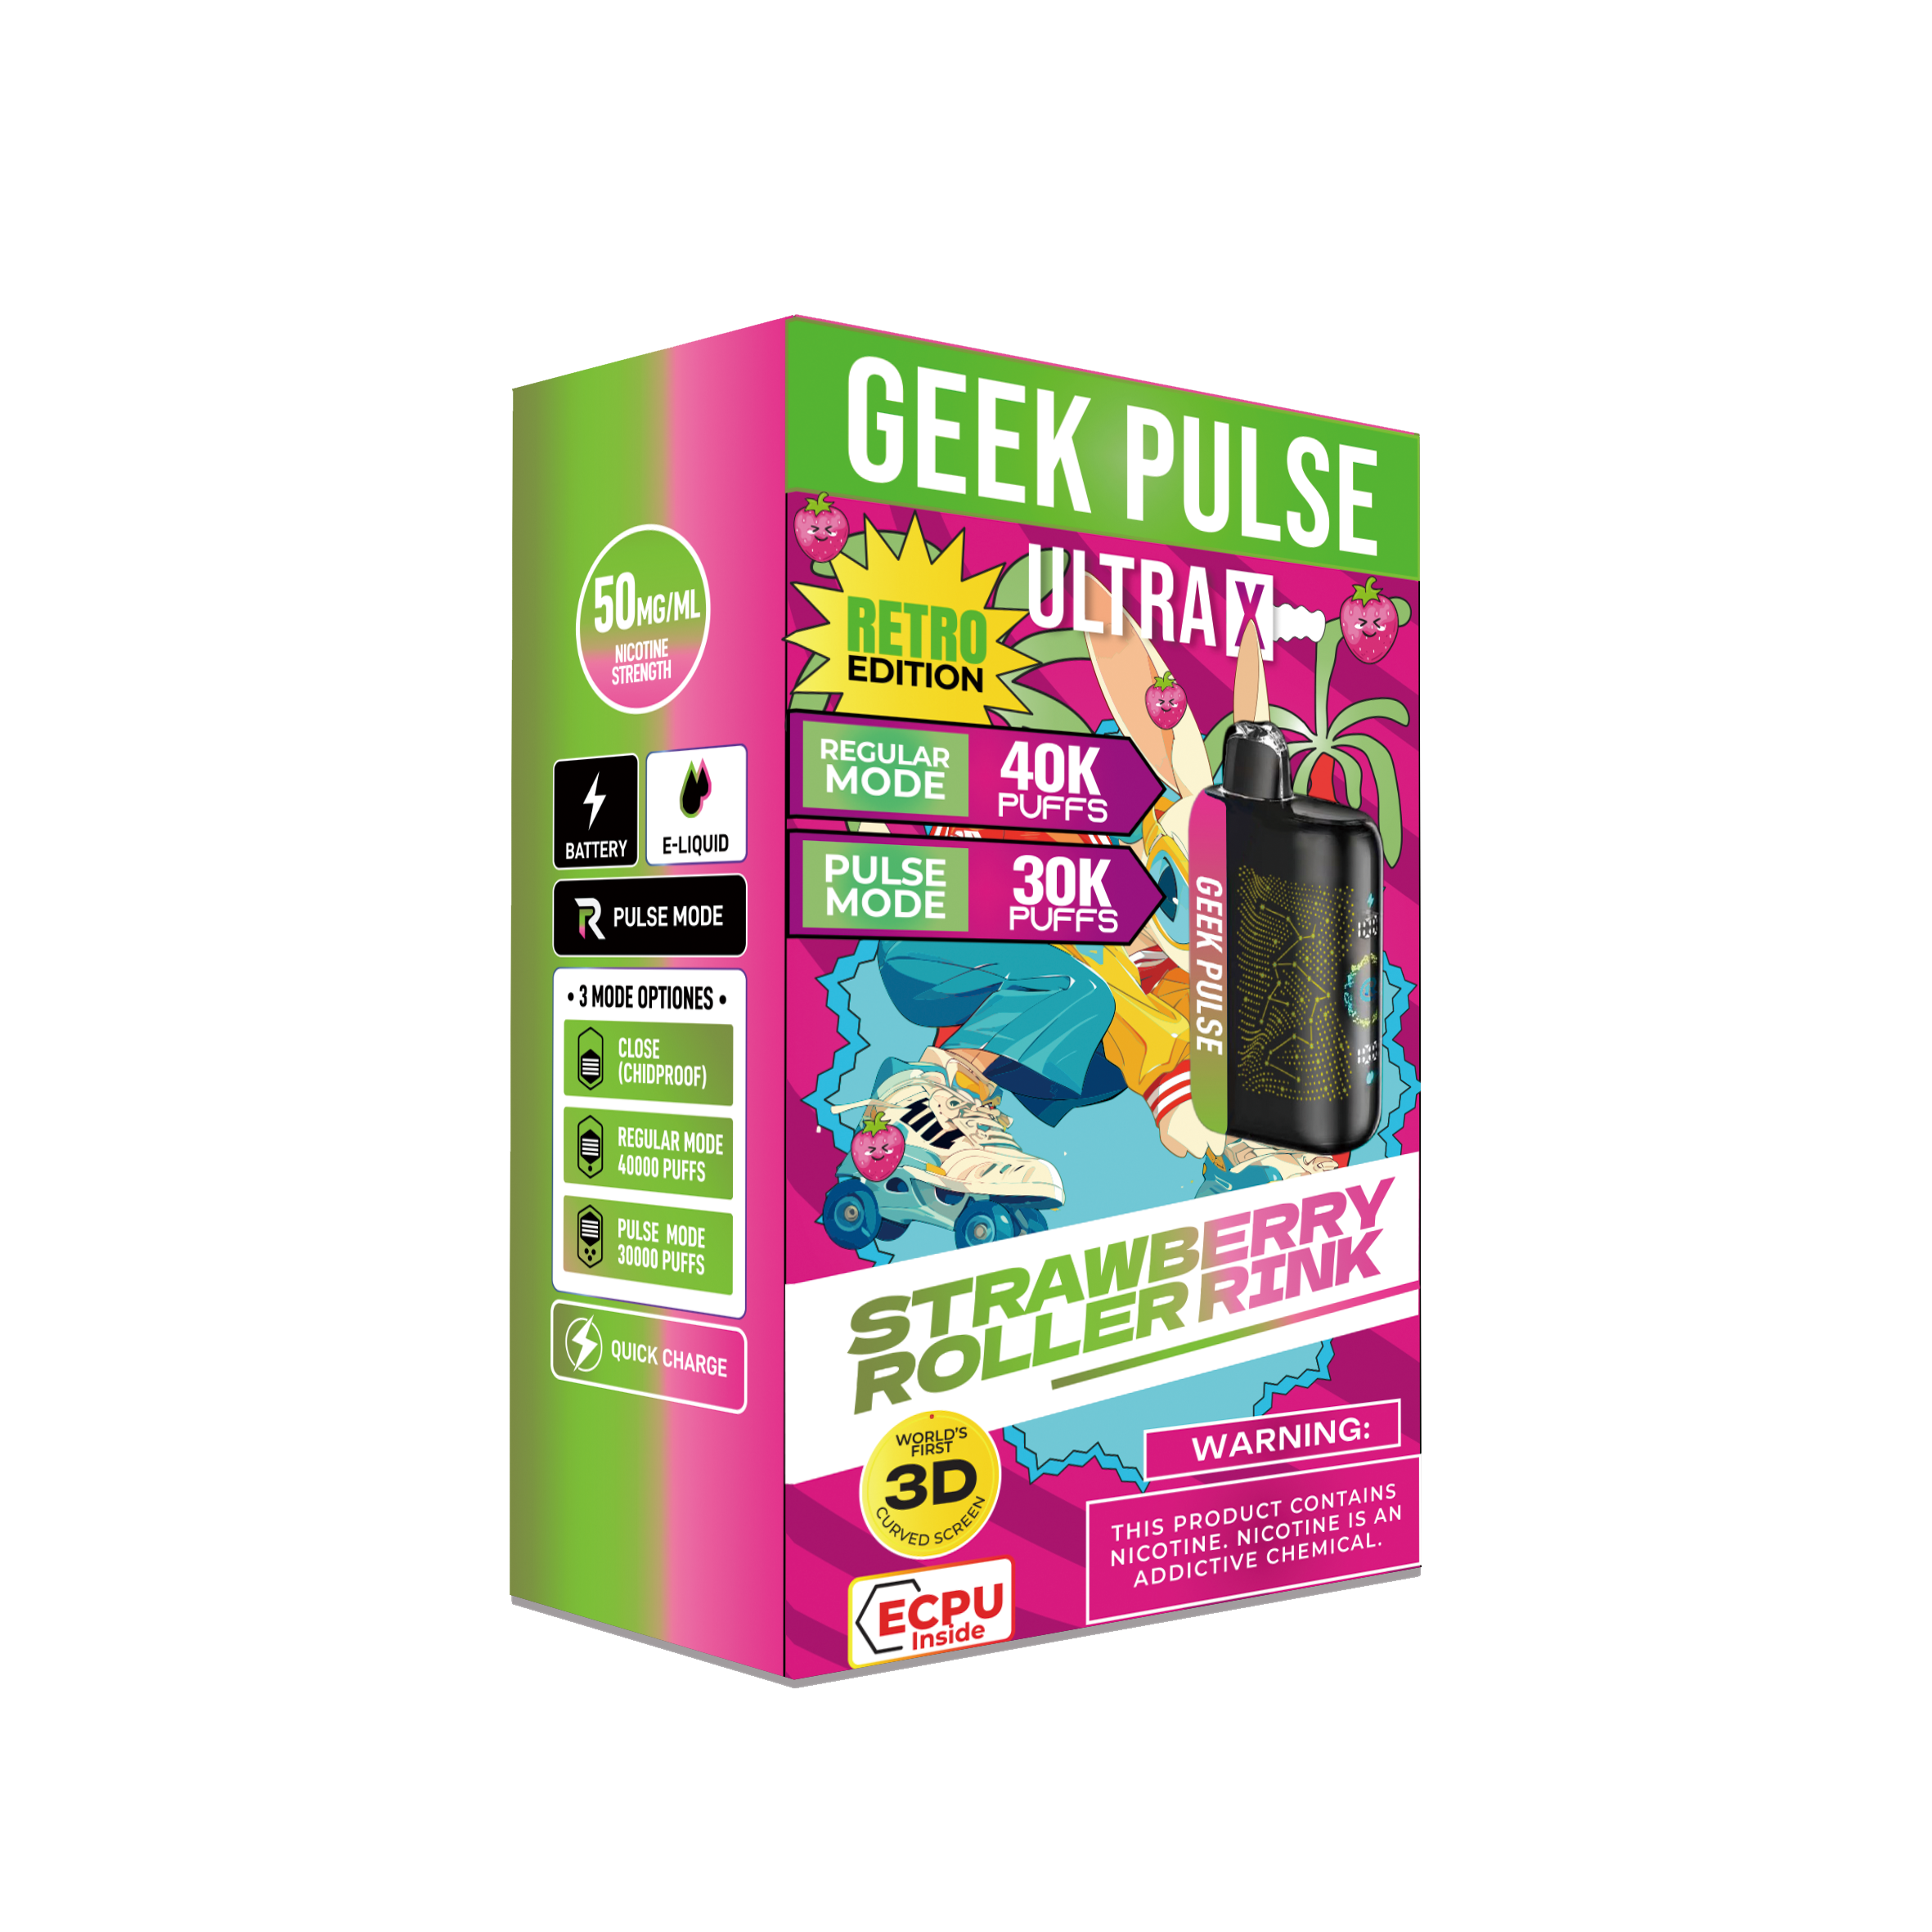 GEEK PULSE
ULTRA X
RETRO
EDITION
REGULAR
MODE
40K
PUFFS
PULSE
MODE
30K
PUFFS
GEEK PULSE
STRAWBERRY
ROLLER RINK
WORLD'S
FIRST
3D
CURVED SCREEN
ECPU
Inside
WARNING:
THIS PRODUCT CONTAINS
NICOTINE. NICOTINE IS AN
ADDICTIVE CHEMICAL.
50MG/ML
NICOTINE
STRENGTH
BATTERY
E-LIQUID
PULSE MODE
• 3 MODE OPTIONES •
CLOSE
(CHIDPROOF)
REGULAR MODE
40000 PUFFS
PULSE MODE
30000 PUFFS
QUICK CHARGE